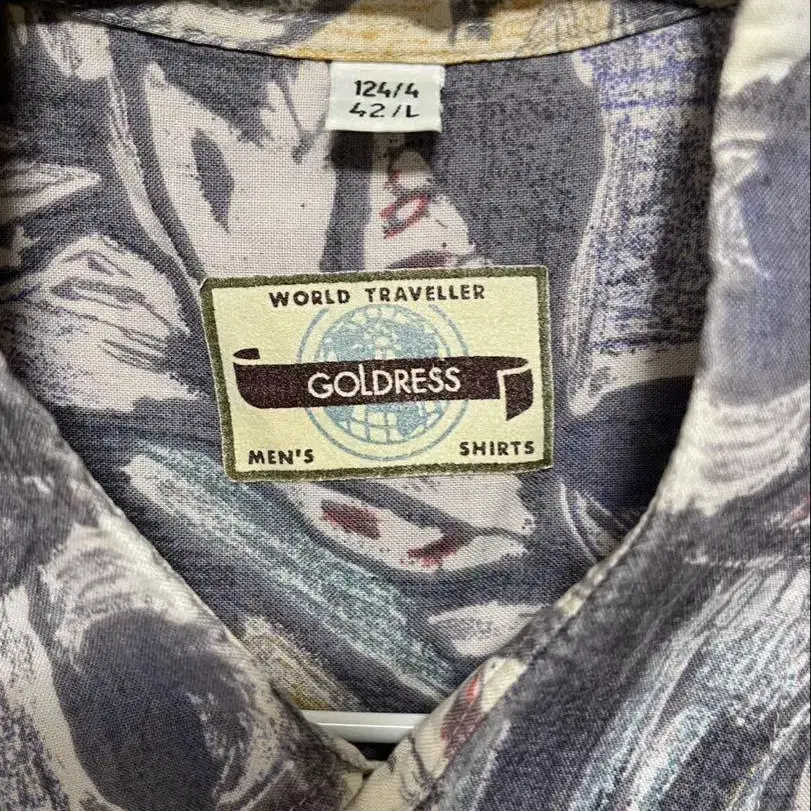 124/4
42/L
WORLD TRAVELLER
GOLDRESS
MEN'S SHIRTS